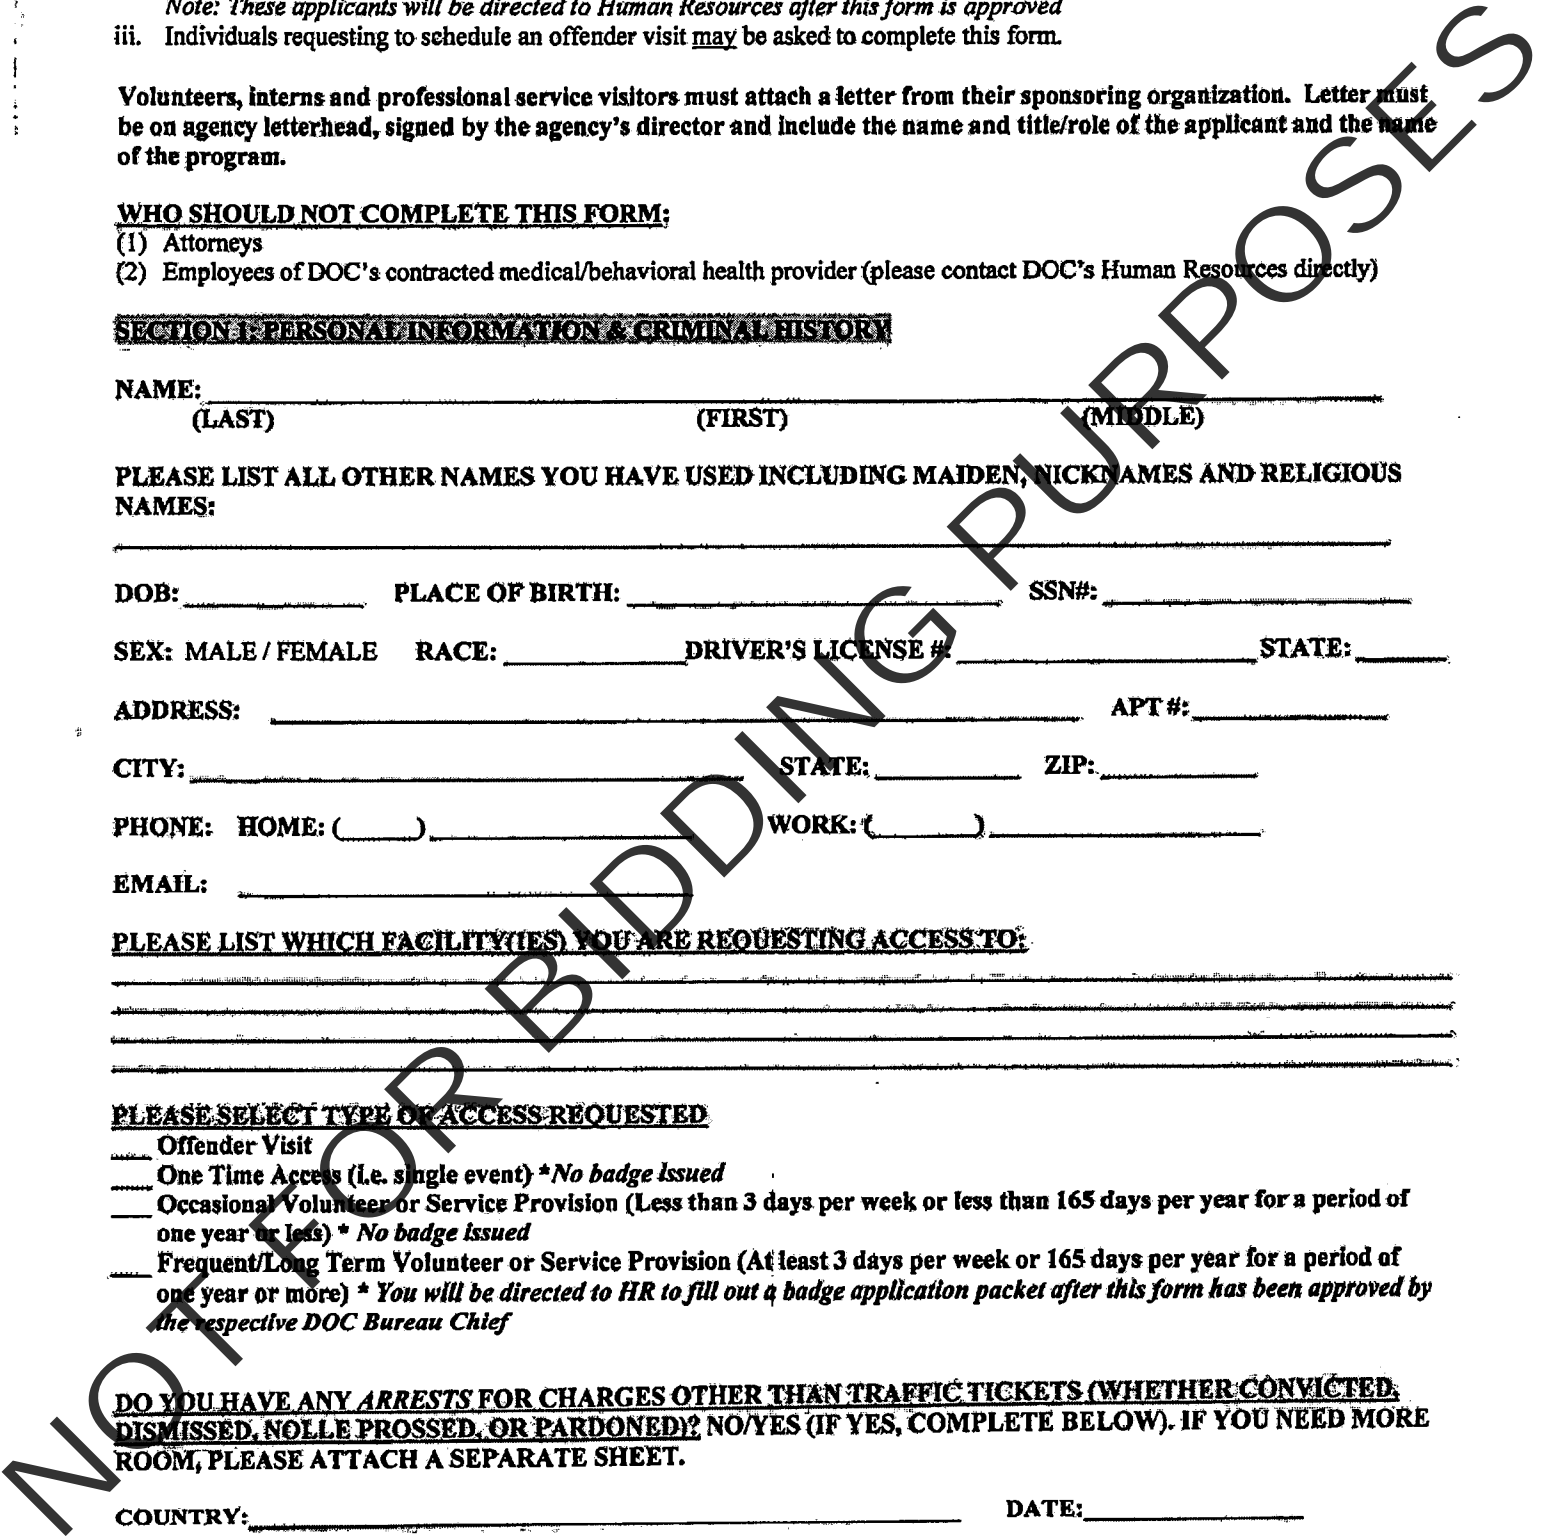 Note: These applicants will be directed to Human Resources after this form is approved
iii. Individuals requesting to schedule an offender visit may be asked to complete this form.
Volunteers, interns and professional service visitors must attach a letter from their sponsoring organization. Letter must
be on agency letterhead, signed by the agency's director and include the name and title/role of the applicant and the name
of the program.
WHO SHOULD NOT COMPLETE THIS FORM:
(1) Attorneys
(2) Employees of DOC's contracted medical/behavioral health provider (please contact DOC's Human Resources directly)
SECTION 1: PERSONAL INFORMATION & CRIMINAL HISTORY
NAME:
(LAST) (FIRST) (MIDDLE)
PLEASE LIST ALL OTHER NAMES YOU HAVE USED INCLUDING MAIDEN, NICKNAMES AND RELIGIOUS
NAMES:
DOB: PLACE OF BIRTH: SSN#:
SEX: MALE / FEMALE RACE: DRIVER'S LICENSE #: STATE:
ADDRESS: APT #:
CITY: STATE: ZIP:
PHONE: HOME: ( ) WORK: ( )
EMAIL:
PLEASE LIST WHICH FACILITY(IES) YOU ARE REQUESTING ACCESS TO:
PLEASE SELECT TYPE OF ACCESS REQUESTED
Offender Visit
One Time Access (i.e. single event) *No badge issued
Occasional Volunteer or Service Provision (Less than 3 days per week or less than 165 days per year for a period of
one year or less) * No badge issued
Frequent/Long Term Volunteer or Service Provision (At least 3 days per week or 165 days per year for a period of
one year or more) * You will be directed to HR to fill out a badge application packet after this form has been approved by
the respective DOC Bureau Chief
DO YOU HAVE ANY ARRESTS FOR CHARGES OTHER THAN TRAFFIC TICKETS (WHETHER CONVICTED,
DISMISSED, NOLLE PROSSED, OR PARDONED)? NO/YES (IF YES, COMPLETE BELOW). IF YOU NEED MORE
ROOM, PLEASE ATTACH A SEPARATE SHEET.
COUNTRY: DATE:
NOT FOR BIDDING PURPOSES